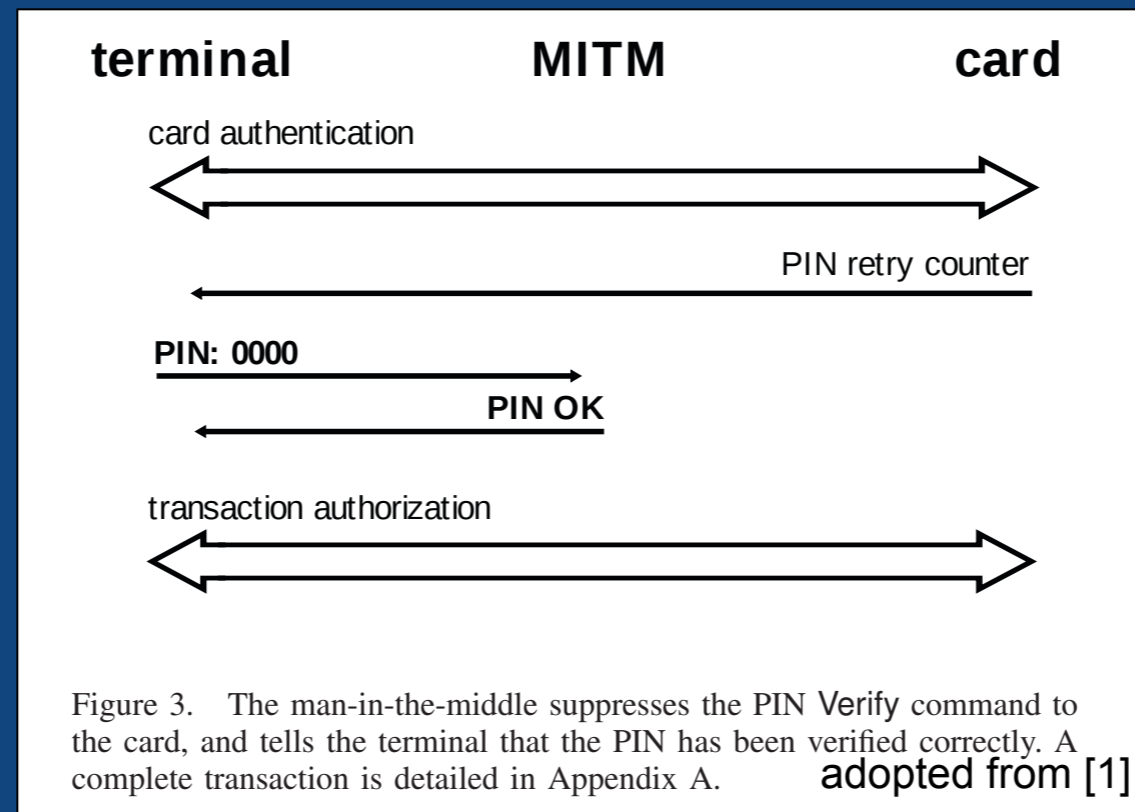 terminal MITM card
card authentication
PIN retry counter
PIN: 0000
PIN OK
transaction authorization
Figure 3. The man-in-the-middle suppresses the PIN Verify command to
the card, and tells the terminal that the PIN has been verified correctly. A
complete transaction is detailed in Appendix A. adopted from [1]